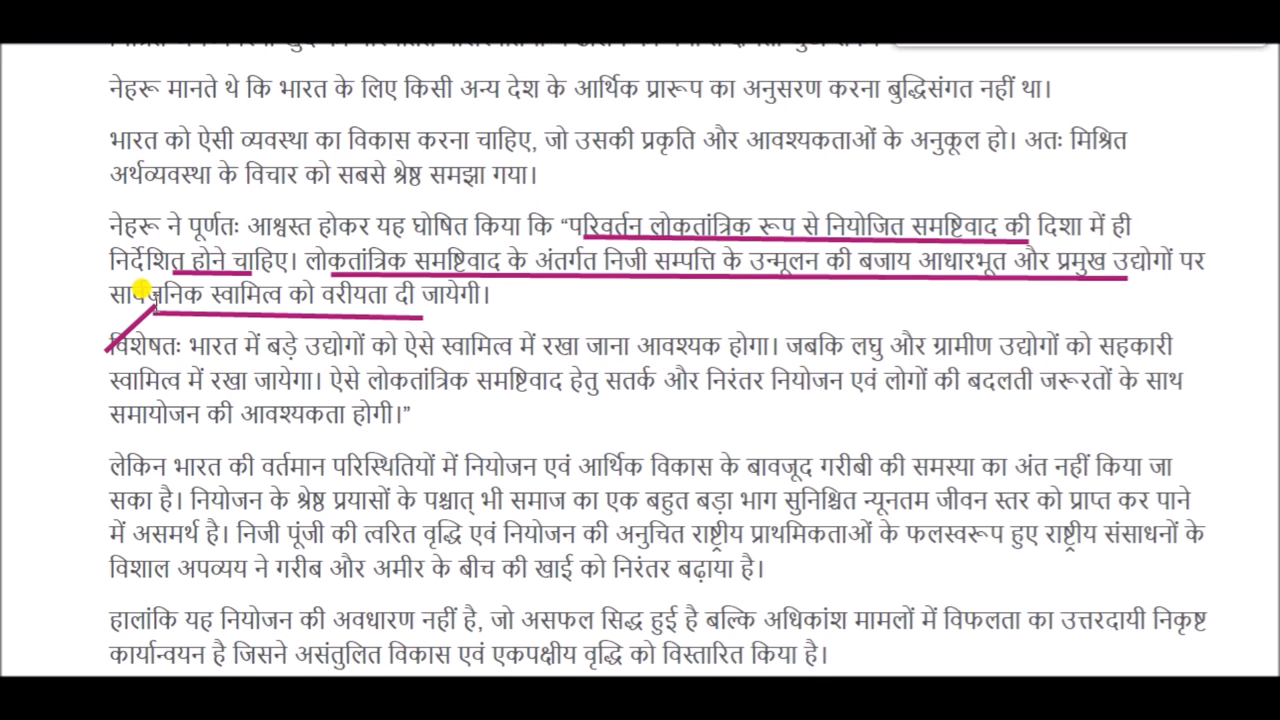 नेहरू मानते थे कि भारत के लिए किसी अन्य देश के आर्थिक प्रारूप का अनुसरण करना बुद्धिसंगत नहीं था।
भारत को ऐसी व्यवस्था का विकास करना चाहिए, जो उसकी प्रकृति और आवश्यकताओं के अनुकूल हो। अतः मिश्रित
अर्थव्यवस्था के विचार को सबसे श्रेष्ठ समझा गया।
नेहरू ने पूर्णतः आश्वस्त होकर यह घोषित किया कि “परिवर्तन लोकतांत्रिक रूप से नियोजित समष्टिवाद की दिशा में ही
निर्देशित होने चाहिए। लोकतांत्रिक समष्टिवाद के अंतर्गत निजी सम्पत्ति के उन्मूलन की बजाय आधारभूत और प्रमुख उद्योगों पर
सार्वजनिक स्वामित्व को वरीयता दी जायेगी।
विशेषतः भारत में बड़े उद्योगों को ऐसे स्वामित्व में रखा जाना आवश्यक होगा। जबकि लघु और ग्रामीण उद्योगों को सहकारी
स्वामित्व में रखा जायेगा। ऐसे लोकतांत्रिक समष्टिवाद हेतु सतर्क और निरंतर नियोजन एवं लोगों की बदलती जरूरतों के साथ
समायोजन की आवश्यकता होगी।”
लेकिन भारत की वर्तमान परिस्थितियों में नियोजन एवं आर्थिक विकास के बावजूद गरीबी की समस्या का अंत नहीं किया जा
सका है। नियोजन के श्रेष्ठ प्रयासों के पश्चात् भी समाज का एक बहुत बड़ा भाग सुनिश्चित न्यूनतम जीवन स्तर को प्राप्त कर पाने
में असमर्थ है। निजी पूंजी की त्वरित वृद्धि एवं नियोजन की अनुचित राष्ट्रीय प्राथमिकताओं के फलस्वरूप हुए राष्ट्रीय संसाधनों के
विशाल अपव्यय ने गरीब और अमीर के बीच की खाई को निरंतर बढ़ाया है।
हालांकि यह नियोजन की अवधारण नहीं है, जो असफल सिद्ध हुई है बल्कि अधिकांश मामलों में विफलता का उत्तरदायी निकृष्ट
कार्यान्वयन है जिसने असंतुलित विकास एवं एकपक्षीय वृद्धि को विस्तारित किया है।